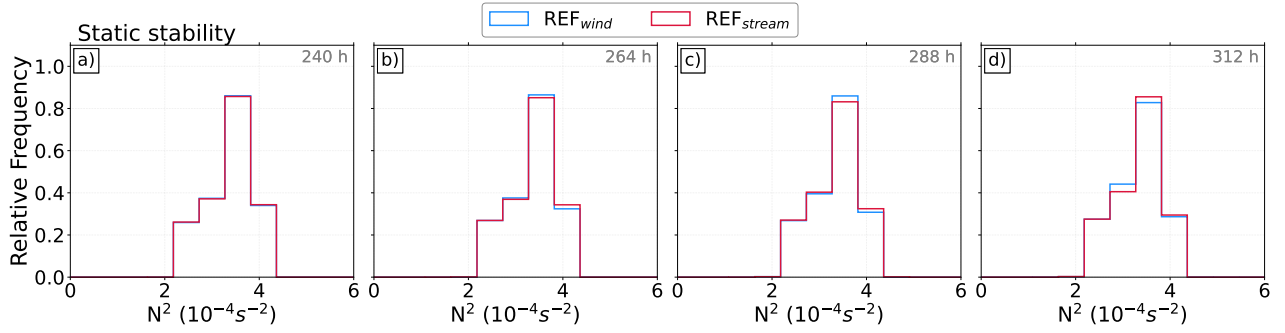 REF_wind REF_stream
Static stability
a) 240 h b) 264 h c) 288 h d) 312 h
Relative Frequency
1.0
0.8
0.6
0.4
0.2
0.0
0 2 4 6 0 2 4 6 0 2 4 6 0 2 4 6
N² (10⁻⁴s⁻²) N² (10⁻⁴s⁻²) N² (10⁻⁴s⁻²) N² (10⁻⁴s⁻²)